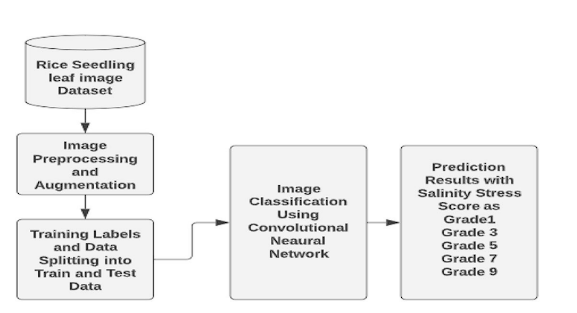 Rice Seedling
leaf image
Dataset
Image
Preprocessing
and
Augmentation
Training Labels
and Data
Splitting into
Train and Test
Data
Image
Classification
Using
Convolutional
Neaural
Network
Prediction
Results with
Salinity Stress
Score as
Grade1
Grade 3
Grade 5
Grade 7
Grade 9